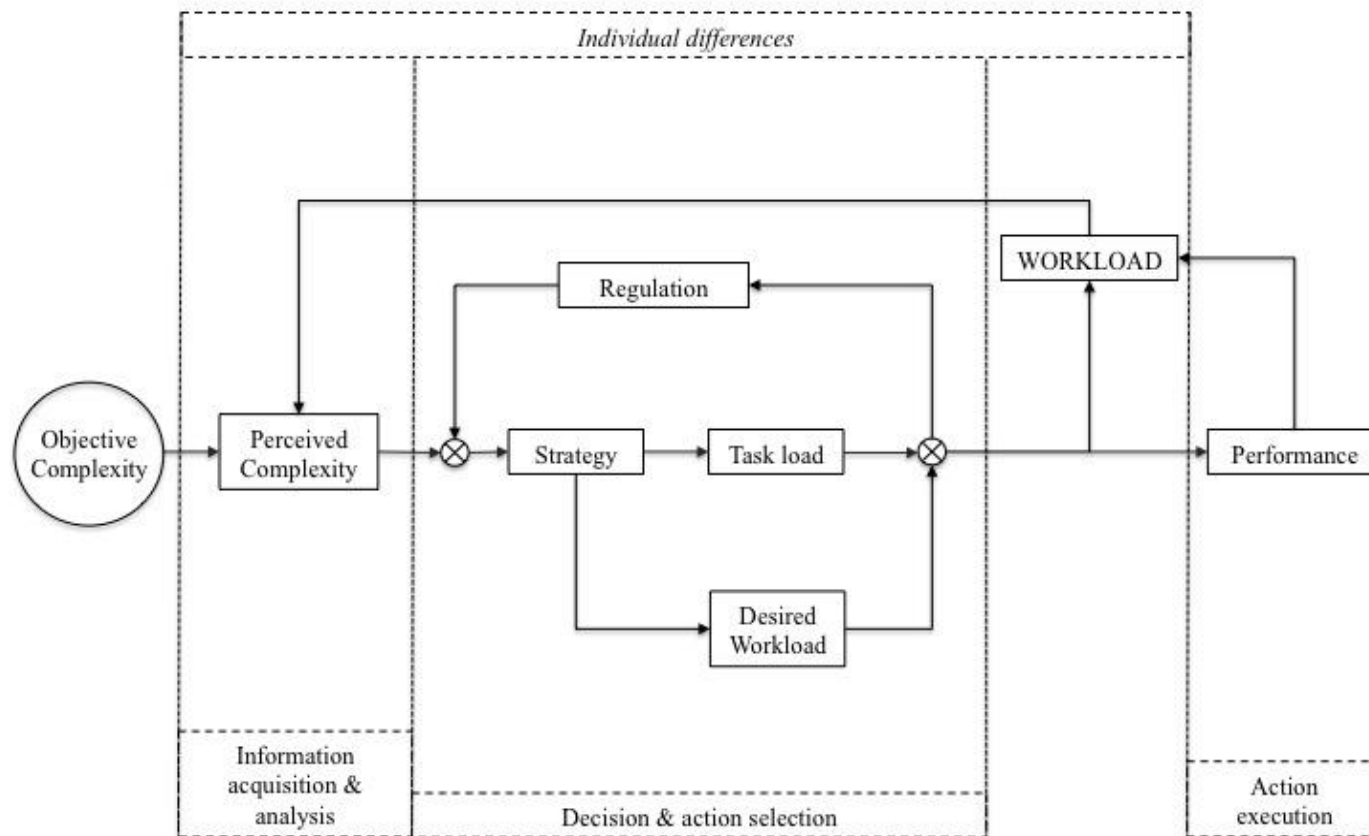 Individual differences
WORKLOAD
Regulation
Objective
Complexity
Perceived
Complexity
Strategy
Task load
Performance
Desired
Workload
Information
acquisition &
analysis
Decision & action selection
Action
execution